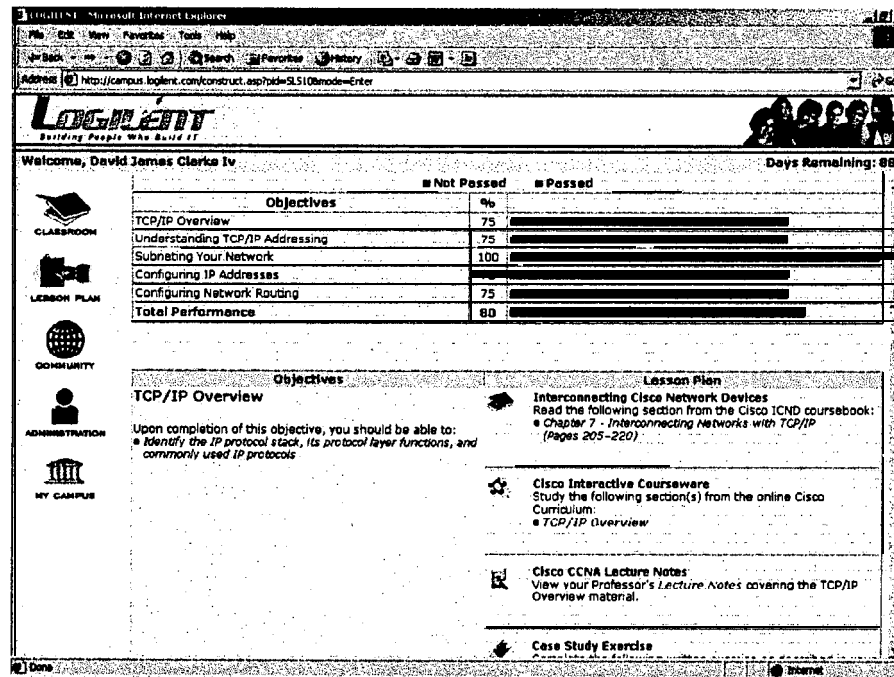 LOGILENT - Microsoft Internet Explorer
File Edit View Favorites Tools Help
Back Search Favorites History
Address http://campus.logilent.com/construct.asp?pid=SLS10&mode=Enter Go
LOGILENT
Building People Who Build IT
Welcome, David James Clarke Iv Days Remaining: 88
Not Passed Passed
Objectives %
TCP/IP Overview 75
Understanding TCP/IP Addressing 75
Subneting Your Network 100
Configuring IP Addresses
Configuring Network Routing 75
Total Performance 80
CLASSROOM
LESSON PLAN
COMMUNITY
ADMINISTRATION
MY CAMPUS
Objectives
TCP/IP Overview
Upon completion of this objective, you should be able to:
Identify the IP protocol stack, its protocol layer functions, and
commonly used IP protocols
Lesson Plan
Interconnecting Cisco Network Devices
Read the following section from the Cisco ICND coursebook:
Chapter 7 - Interconnecting Networks with TCP/IP
(Pages 205-220)
Cisco Interactive Courseware
Study the following section(s) from the online Cisco
Curriculum:
TCP/IP Overview
Cisco CCNA Lecture Notes
View your Professor's Lecture Notes covering the TCP/IP
Overview material.
Case Study Exercise
Done Internet